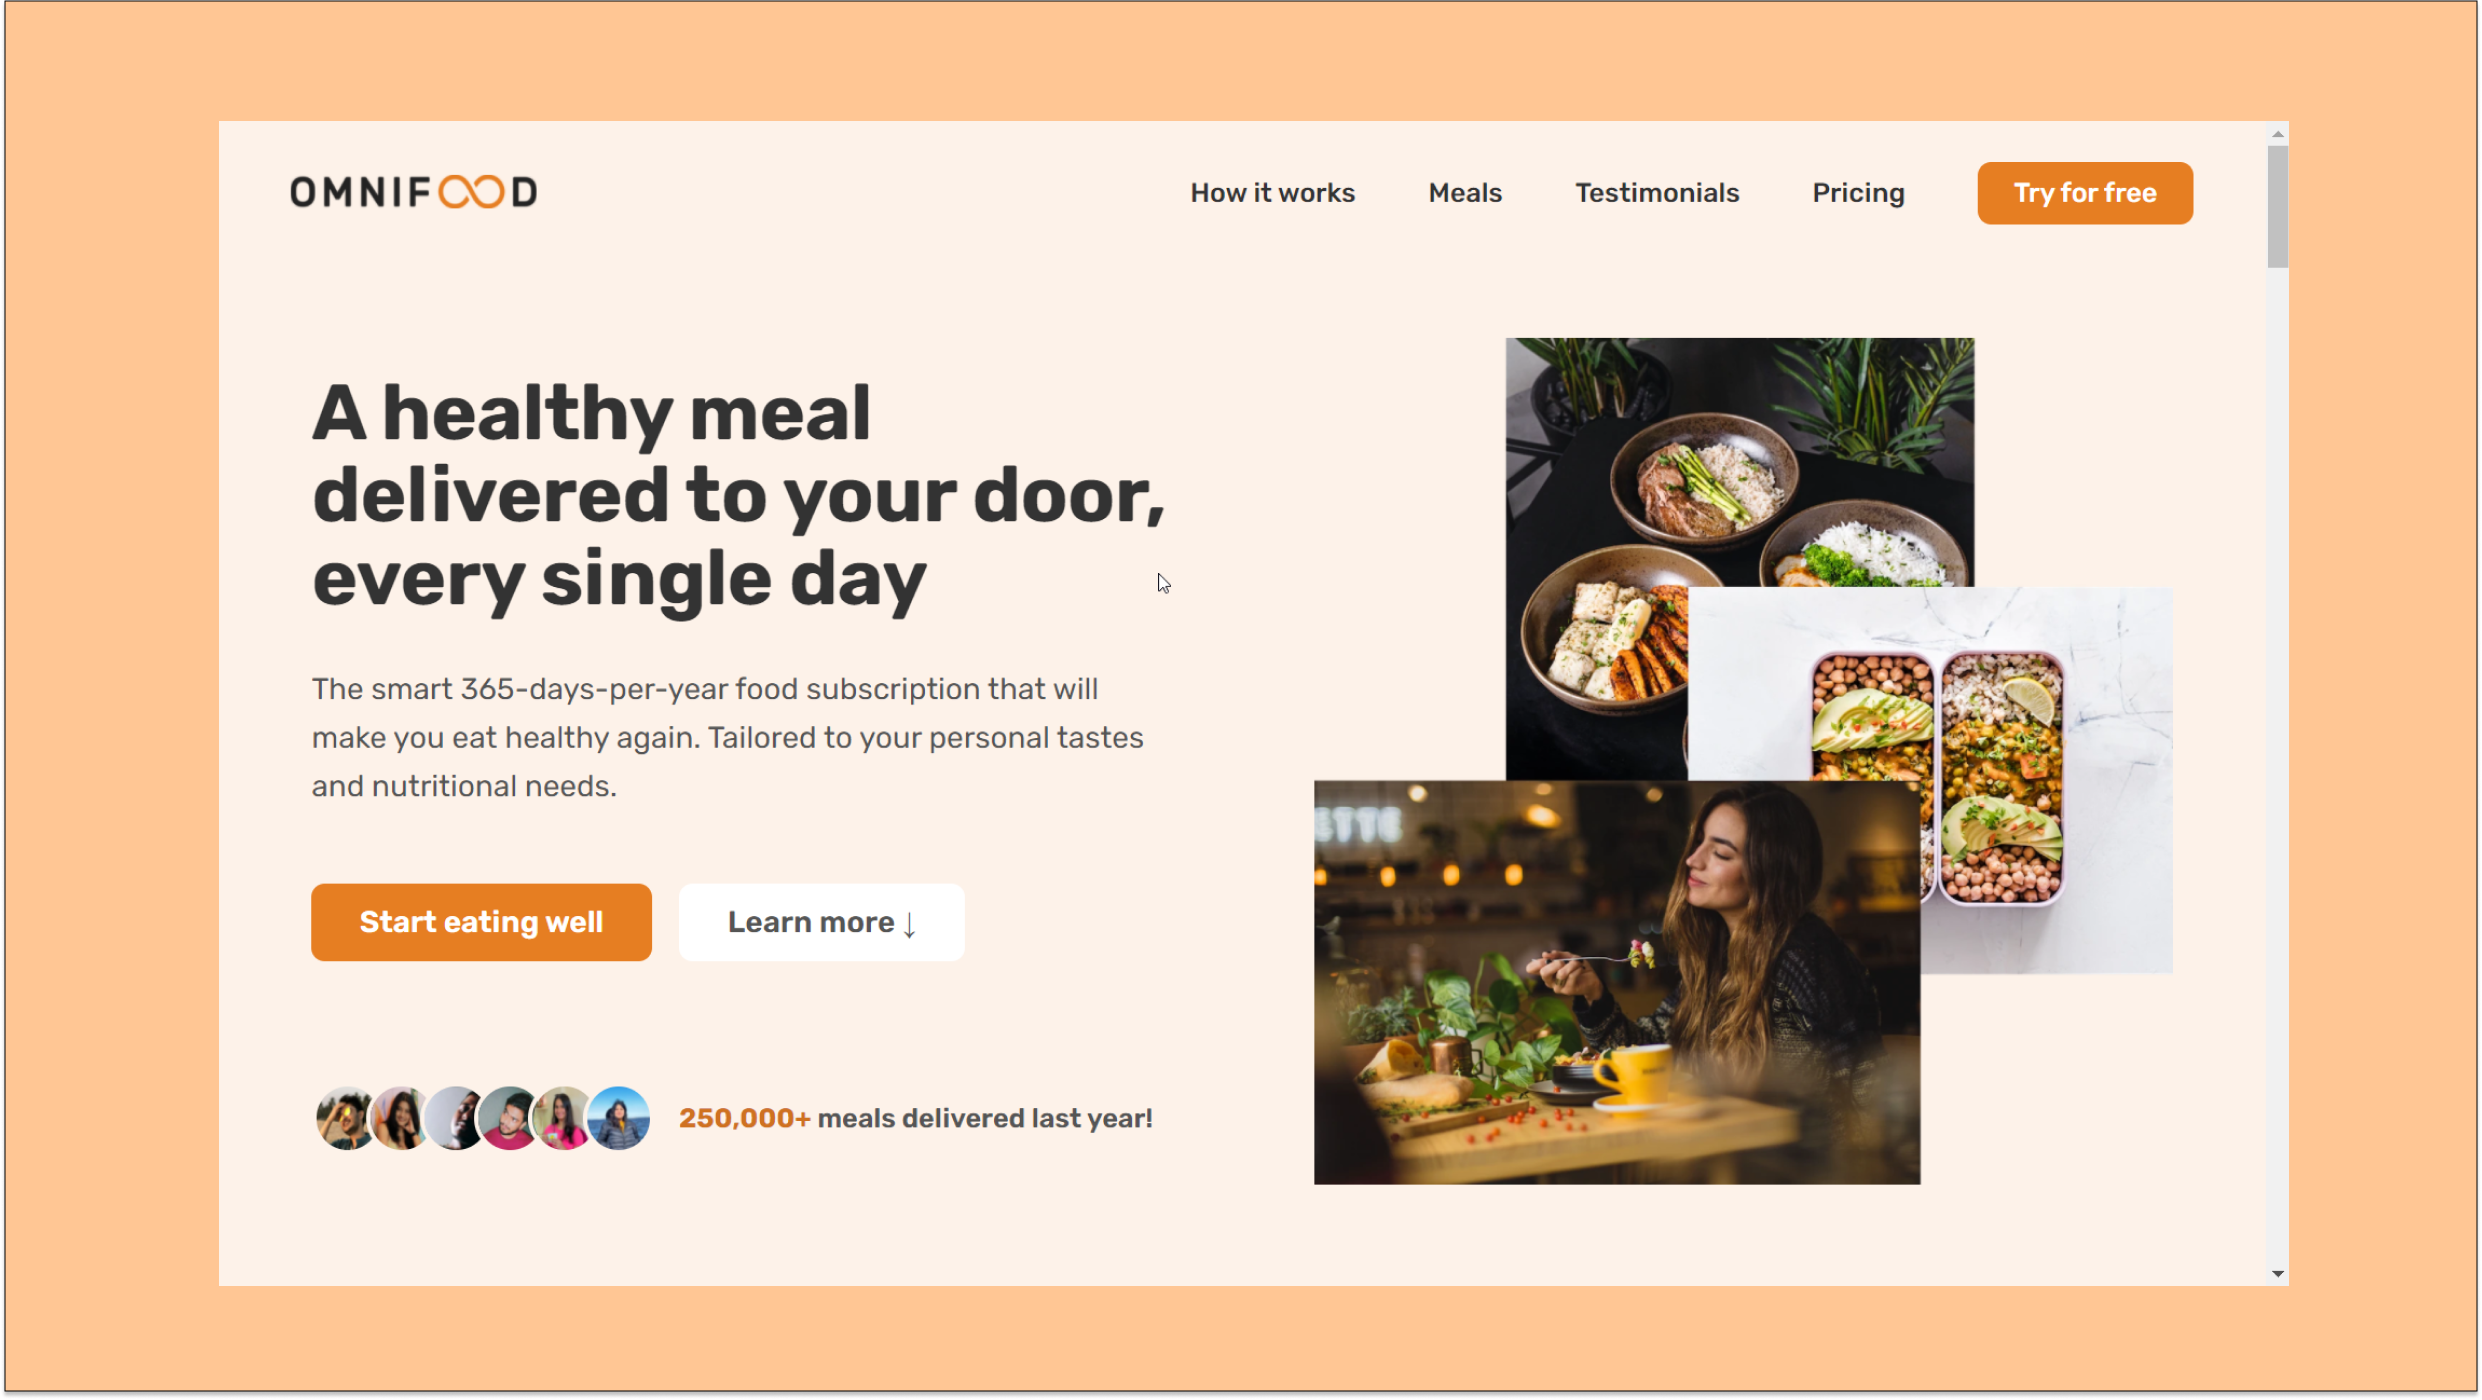 OMNIFOOD
How it works
Meals
Testimonials
Pricing
Try for free
A healthy meal
delivered to your door,
every single day
The smart 365-days-per-year food subscription that will
make you eat healthy again. Tailored to your personal tastes
and nutritional needs.
Start eating well
Learn more ↓
250,000+ meals delivered last year!
ETTE